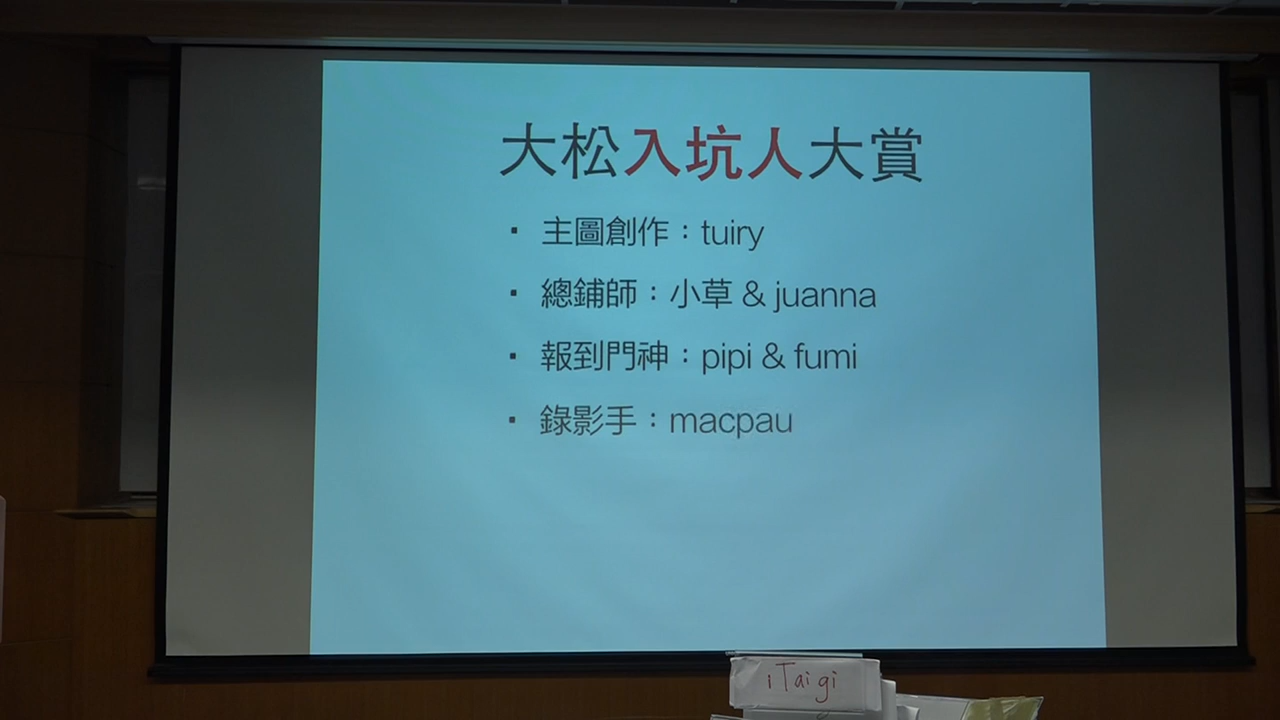 大松入坑人大賞
• 主圖創作：tuiry
• 總鋪師：小草 & juanna
• 報到門神：pipi & fumi
• 錄影手：macpau
iTaigi